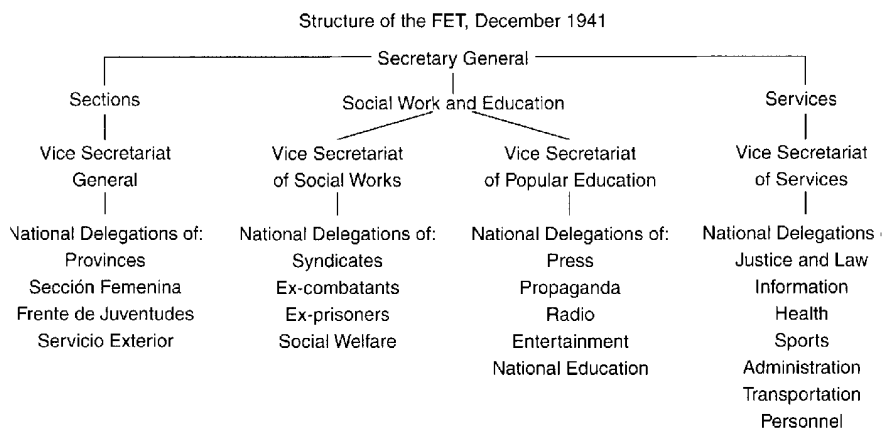 Structure of the FET, December 1941
Secretary General
Sections
Social Work and Education
Services
Vice Secretariat
General
Vice Secretariat
of Social Works
Vice Secretariat
of Popular Education
Vice Secretariat
of Services
National Delegations of:
Provinces
Sección Femenina
Frente de Juventudes
Servicio Exterior
National Delegations of:
Syndicates
Ex-combatants
Ex-prisoners
Social Welfare
National Delegations of:
Press
Propaganda
Radio
Entertainment
National Education
National Delegations
Justice and Law
Information
Health
Sports
Administration
Transportation
Personnel